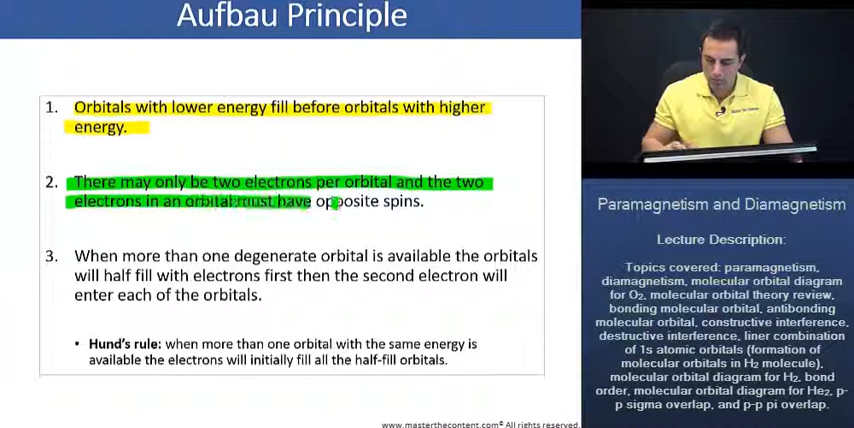 Aufbau Principle
1. Orbitals with lower energy fill before orbitals with higher
energy.
2. There may only be two electrons per orbital and the two
electrons in an orbital must have opposite spins.
3. When more than one degenerate orbital is available the orbitals
will half fill with electrons first then the second electron will
enter each of the orbitals.
• Hund's rule: when more than one orbital with the same energy is
available the electrons will initially fill all the half-fill orbitals.
www.masterthecontent.com© All rights reserved.
Paramagnetism and Diamagnetism
Lecture Description:
Topics covered: paramagnetism,
diamagnetism, molecular orbital diagram
for O2, molecular orbital theory review,
bonding molecular orbital, antibonding
molecular orbital, constructive interference,
destructive interference, liner combination
of 1s atomic orbitals (formation of
molecular orbitals in H2 molecule),
molecular orbital diagram for H2, bond
order, molecular orbital diagram for He2, p-
p sigma overlap, and p-p pi overlap.